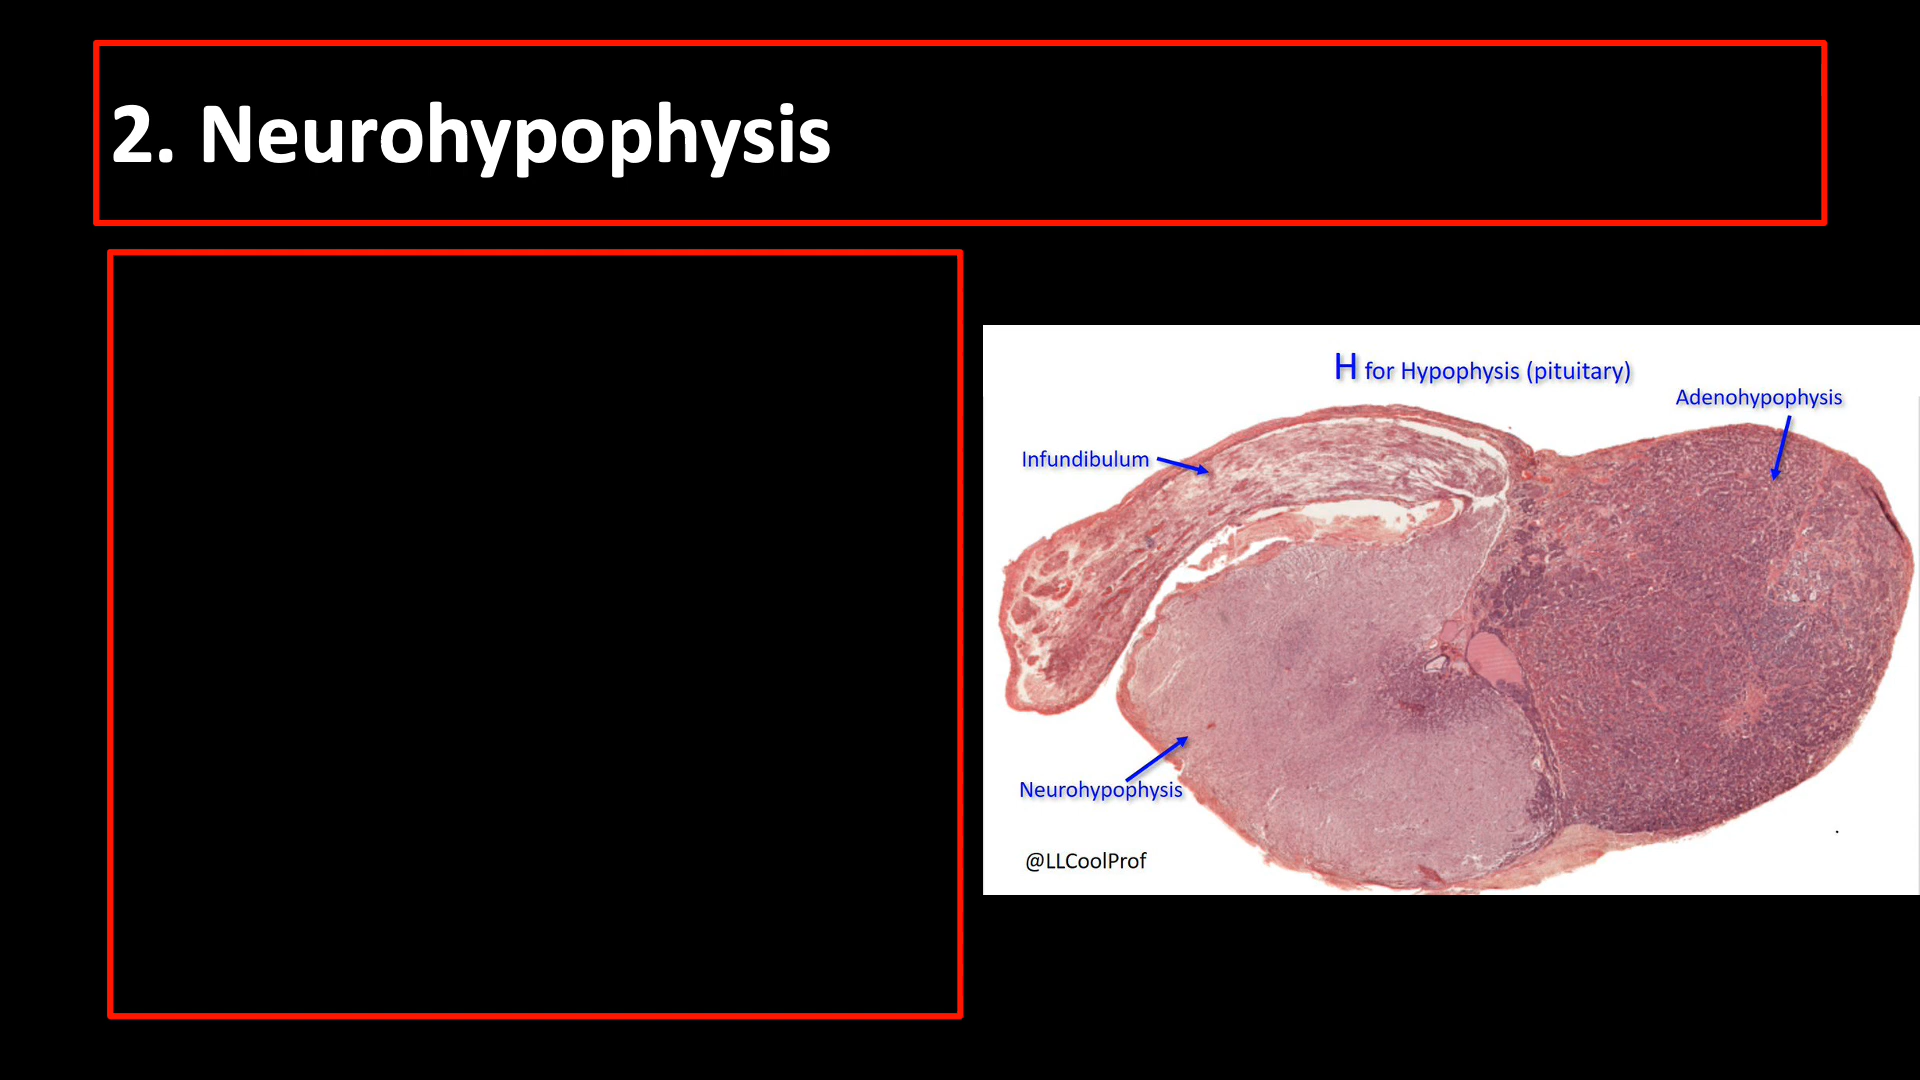 2. Neurohypophysis
H for Hypophysis (pituitary)
Adenohypophysis
Infundibulum
Neurohypophysis
@LLCoolProf